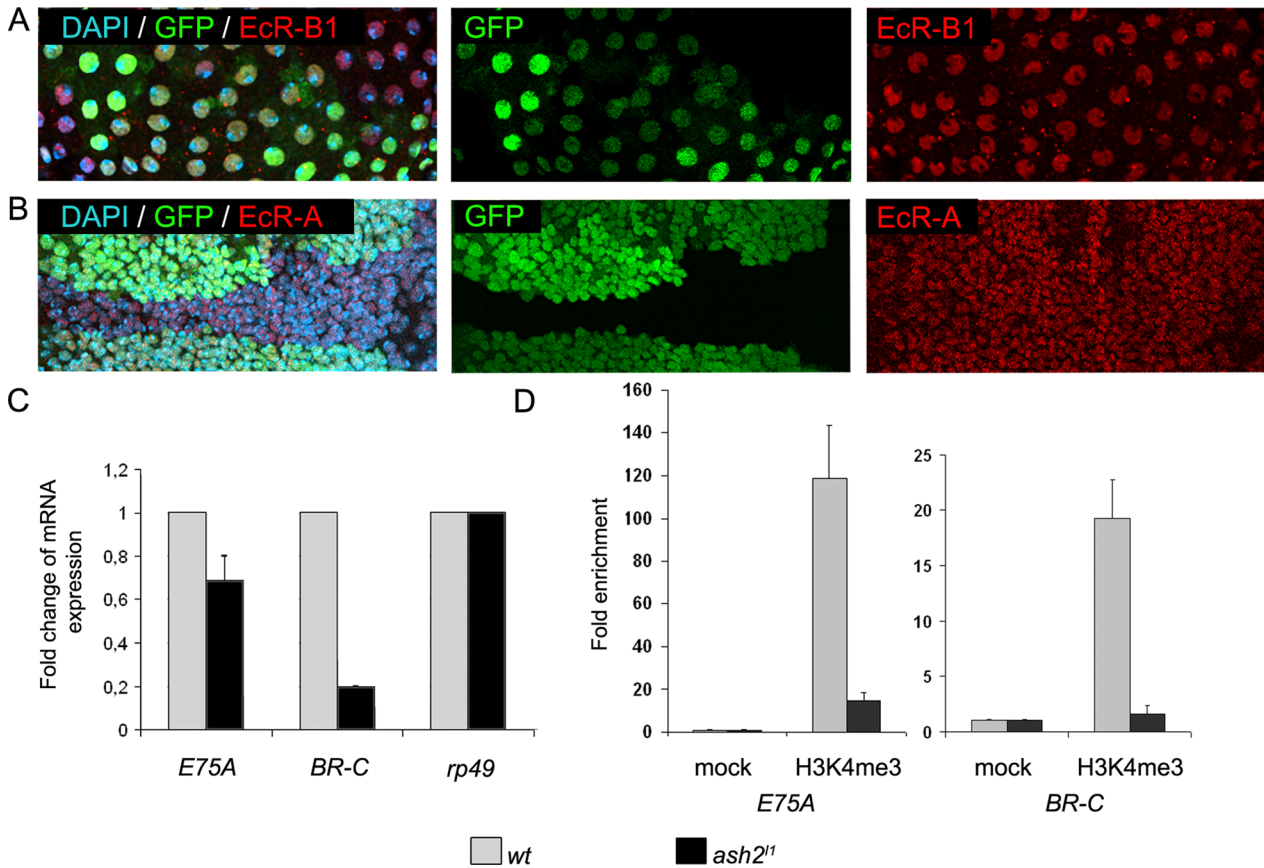 A
DAPI / GFP / EcR-B1
GFP
EcR-B1
B
DAPI / GFP / EcR-A
GFP
EcR-A
C
Fold change of mRNA
expression
1,2
1
0,8
0,6
0,4
0,2
0
E75A
BR-C
rp49
D
Fold enrichment
160
140
120
100
80
60
40
20
0
mock
H3K4me3
E75A
25
20
15
10
5
0
mock
H3K4me3
BR-C
wt
ash2^{l1}